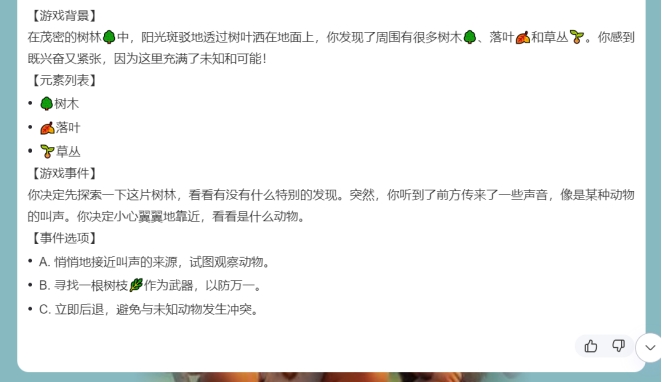 【游戏背景】
在茂密的树林🌳中，阳光斑驳地透过树叶洒在地面上，你发现了周围有很多树木🌳、落叶🍂和草丛🌱。你感到
既兴奋又紧张，因为这里充满了未知和可能！
【元素列表】
• 🌳树木
• 🍂落叶
• 🌱草丛
【游戏事件】
你决定先探索一下这片树林，看看有没有什么特别的发现。突然，你听到了前方传来了一些声音，像是某种动物
的叫声。你决定小心翼翼地靠近，看看是什么动物。
【事件选项】
• A. 悄悄地接近叫声的来源，试图观察动物。
• B. 寻找一根树枝🌿作为武器，以防万一。
• C. 立即后退，避免与未知动物发生冲突。